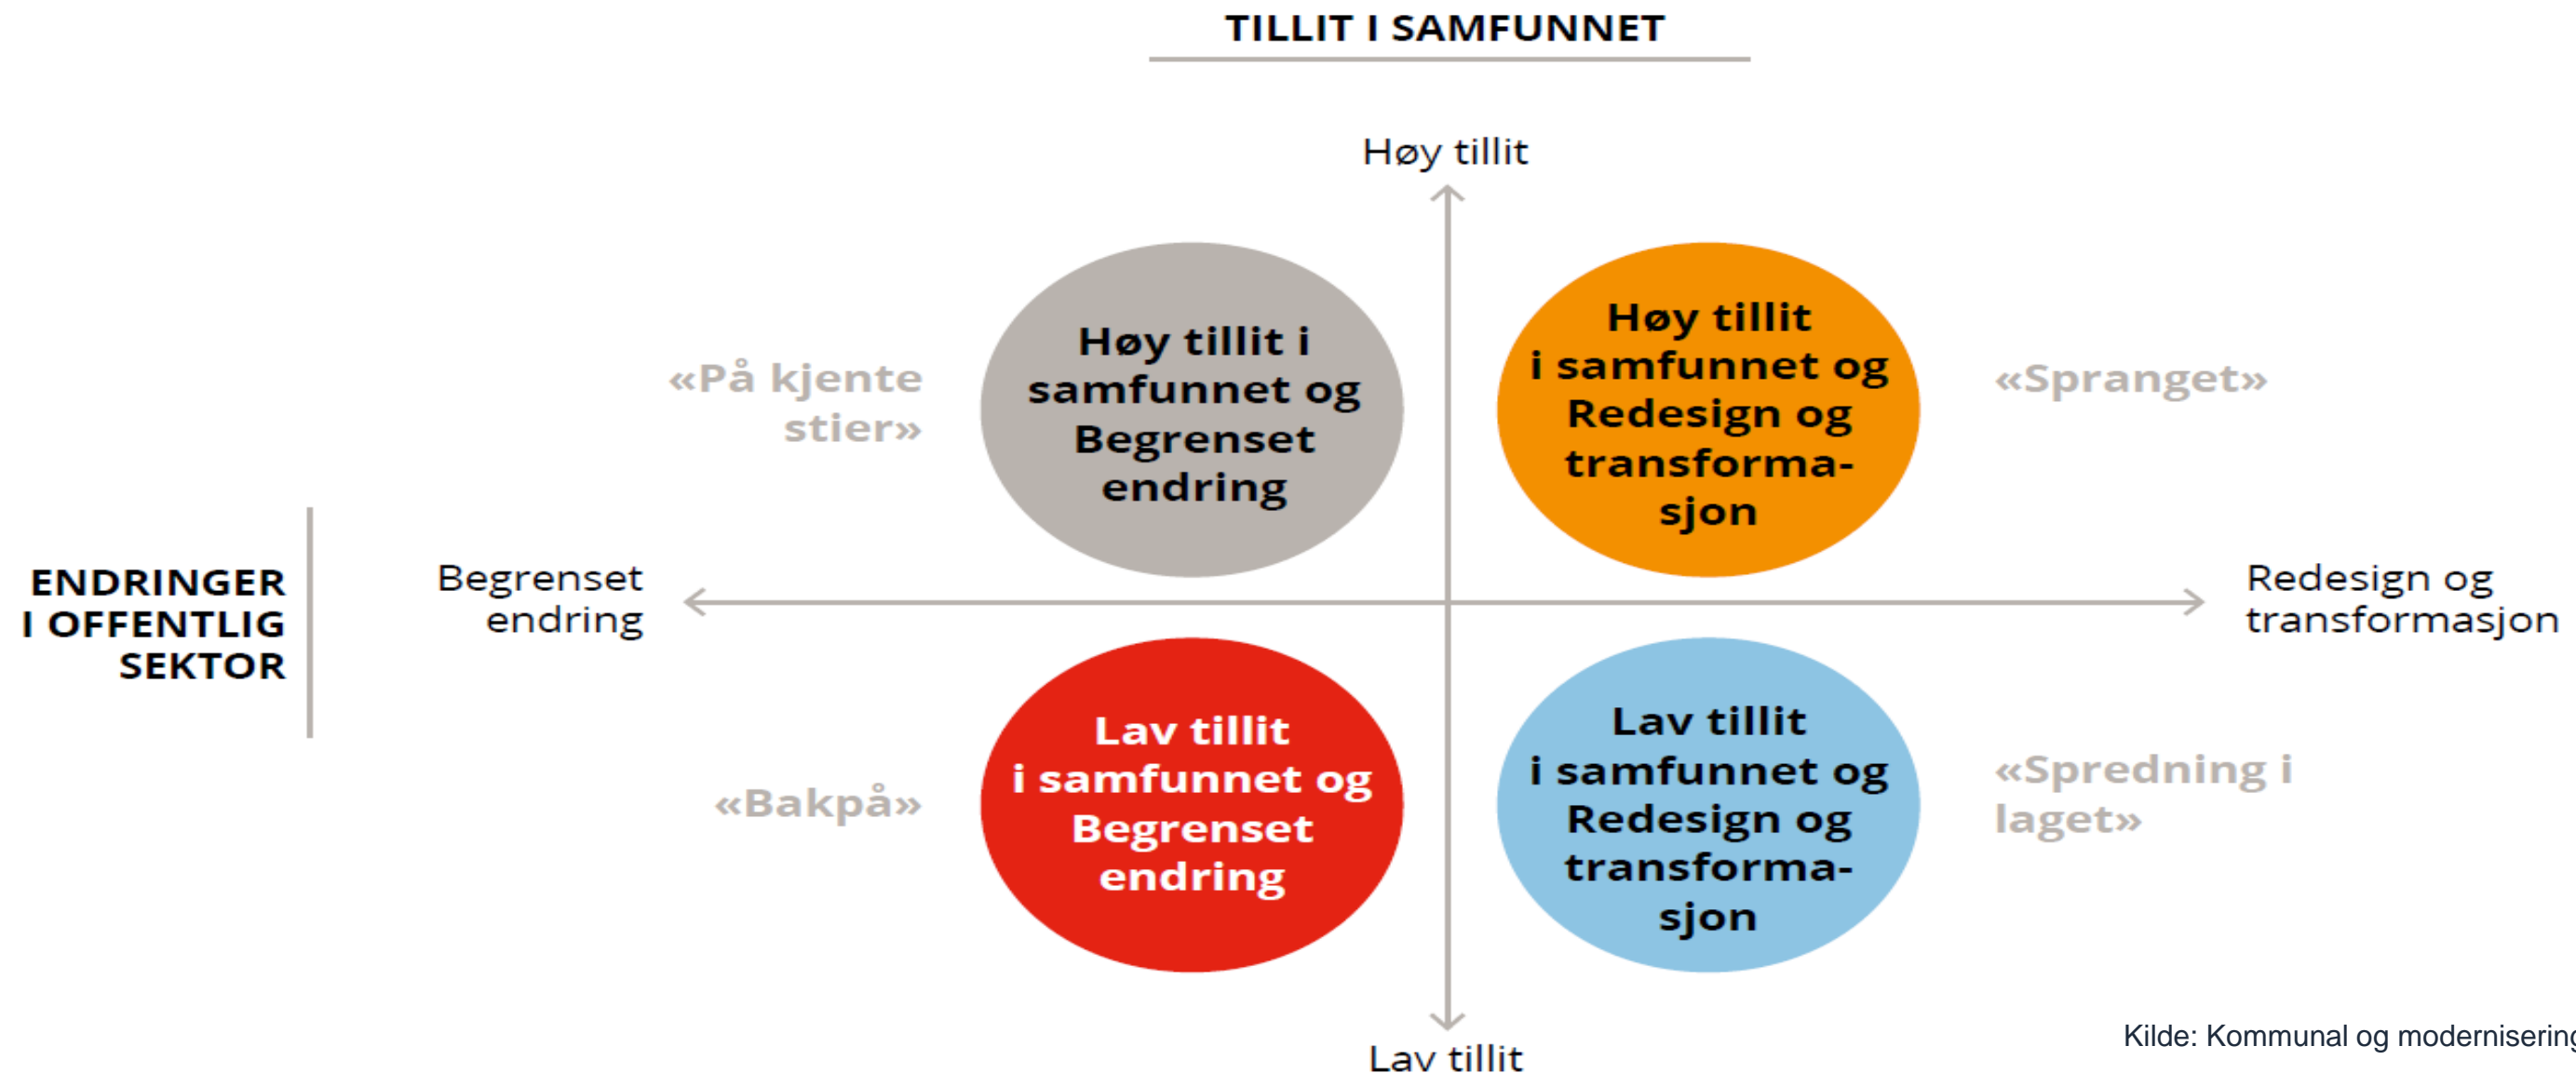 TILLIT I SAMFUNNET
Høy tillit
«På kjente
stier»
Høy tillit i
samfunnet og
Begrenset
endring
Høy tillit
i samfunnet og
Redesign og
transforma-
sjon
«Spranget»
ENDRINGER
I OFFENTLIG
SEKTOR
Begrenset
endring
Redesign og
transformasjon
«Bakpå»
Lav tillit
i samfunnet og
Begrenset
endring
Lav tillit
i samfunnet og
Redesign og
transforma-
sjon
«Spredning i
laget»
Lav tillit
Kilde: Kommunal og modernisering